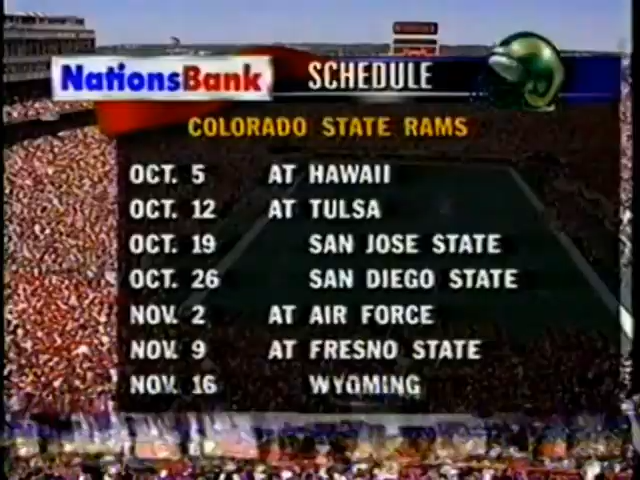 NationsBank SCHEDULE
COLORADO STATE RAMS
OCT. 5 AT HAWAII
OCT. 12 AT TULSA
OCT. 19 SAN JOSE STATE
OCT. 26 SAN DIEGO STATE
NOV. 2 AT AIR FORCE
NOV. 9 AT FRESNO STATE
NOV. 16 WYOMING